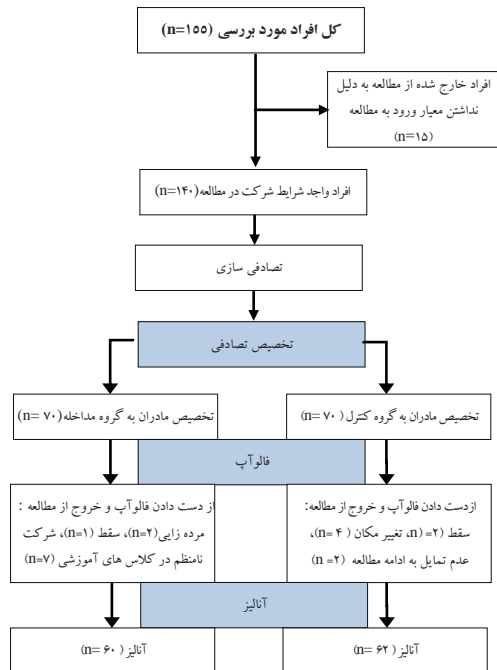 کل افراد مورد بررسی (n=۱۵۵)
افراد خارج شده از مطالعه به دلیل
نداشتن معیار ورود به مطالعه
(n=۱۵)
افراد واجد شرایط شرکت در مطالعه(n=۱۴۰)
تصادفی سازی
تخصیص تصادفی
تخصیص مادران به گروه کنترل ( n= ۷۰)
تخصیص مادران به گروه مداخله(n= ۷۰)
فالوآپ
ازدست دادن فالوآپ و خروج از مطالعه:
سقط (n =۲)، تغییر مکان ( n= ۴)،
عدم تمایل به ادامه مطالعه (n =۲)
از دست دادن فالوآپ و خروج از مطالعه :
مرده زایی(n=۲)، سقط (n=۱)، شرکت
نامنظم در کلاس های آموزشی (n=۷)
آنالیز
آنالیز ( n= ۶۲)
آنالیز ( n= ۶۰)